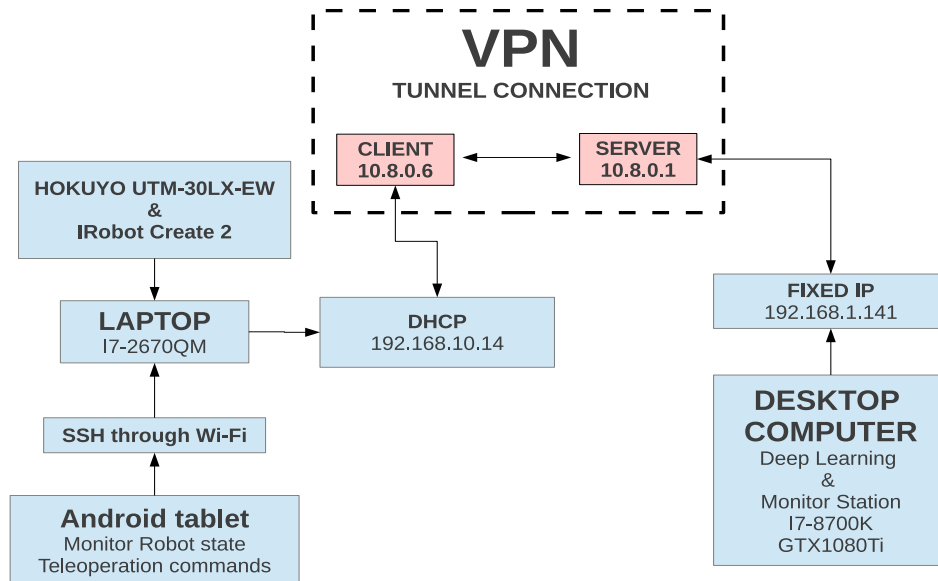 VPN
TUNNEL CONNECTION
CLIENT
10.8.0.6
SERVER
10.8.0.1
HOKUYO UTM-30LX-EW
&
IRobot Create 2
LAPTOP
I7-2670QM
DHCP
192.168.10.14
FIXED IP
192.168.1.141
SSH through Wi-Fi
Android tablet
Monitor Robot state
Teleoperation commands
DESKTOP
COMPUTER
Deep Learning
&
Monitor Station
I7-8700K
GTX1080Ti